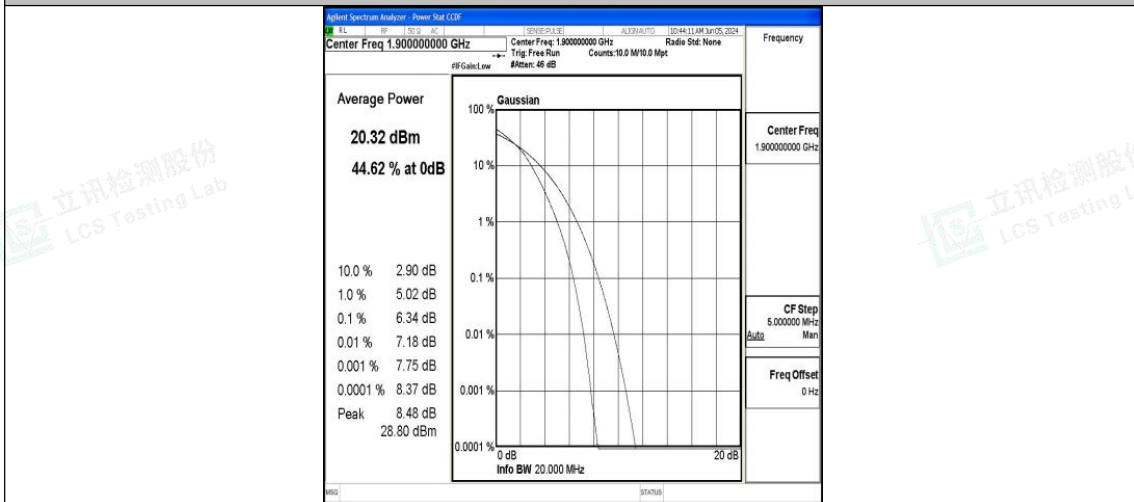 Agilent Spectrum Analyzer - Power Stat CCDF
RL RF 50 Ω AC SENSE:PULSE ALIGN AUTO 10:44:11 AM Jun 05, 2024
Center Freq 1.900000000 GHz
Center Freq: 1.900000000 GHz Radio Std: None
Trig: Free Run Counts:10.0 M/10.0 Mpt
#IFGain:Low #Atten: 46 dB
Frequency
Average Power
20.32 dBm
44.62 % at 0dB
10.0 % 2.90 dB
1.0 % 5.02 dB
0.1 % 6.34 dB
0.01 % 7.18 dB
0.001 % 7.75 dB
0.0001 % 8.37 dB
Peak 8.48 dB
28.80 dBm
Gaussian
100 %
10 %
1 %
0.1 %
0.01 %
0.001 %
0.0001 %
0 dB 20 dB
Info BW 20.000 MHz
Center Freq
1.900000000 GHz
CF Step
5.000000 MHz
Auto Man
Freq Offset
0 Hz
MSG STATUS
立讯检测股份
LCS Testing Lab
立讯检测股份
LCS Testing L